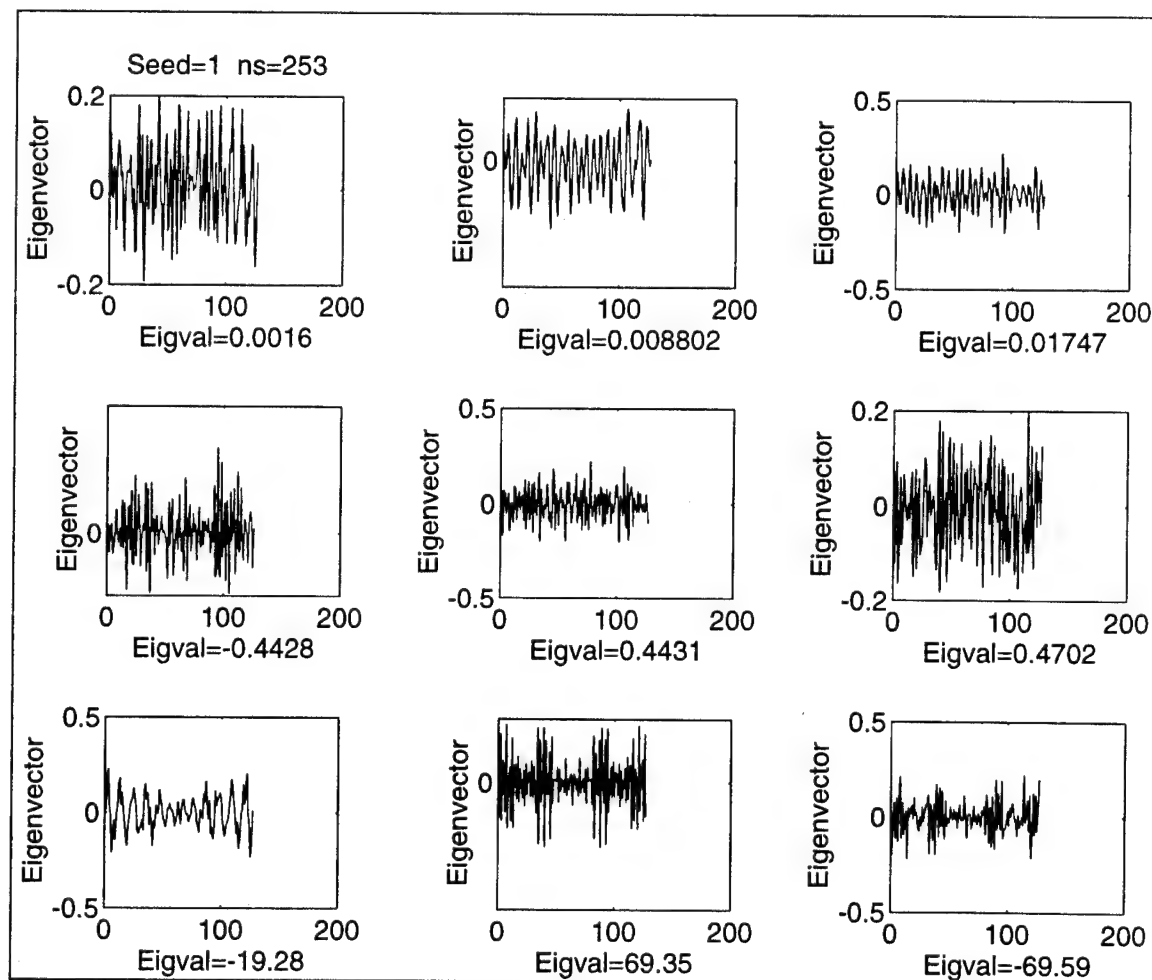 Seed=1 ns=253
0.2
0
-0.2
Eigenvector
0 100 200
Eigval=0.0016
0
Eigenvector
0 100 200
Eigval=0.008802
0.5
0
-0.5
Eigenvector
0 100 200
Eigval=0.01747
0
Eigenvector
0 100 200
Eigval=-0.4428
0.5
0
-0.5
Eigenvector
0 100 200
Eigval=0.4431
0.2
0
-0.2
Eigenvector
0 100 200
Eigval=0.4702
0.5
0
-0.5
Eigenvector
0 100 200
Eigval=-19.28
0
Eigenvector
0 100 200
Eigval=69.35
0.5
0
-0.5
Eigenvector
0 100 200
Eigval=-69.59